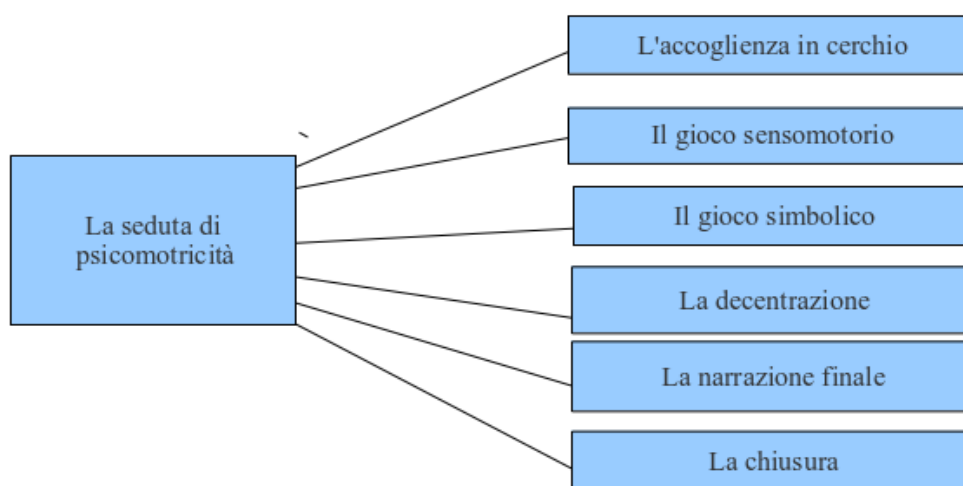 L'accoglienza in cerchio
Il gioco sensomotorio
La seduta di
psicomotricità
Il gioco simbolico
La decentrazione
La narrazione finale
La chiusura